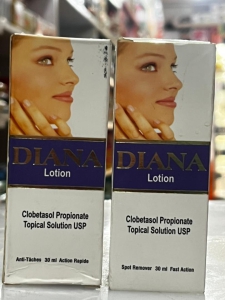 DIANA
Lotion
Clobetasol Propionate
Topical Solution USP
Anti-Tâches 30 ml Action Rapide
DIANA
Lotion
Clobetasol Propionate
Topical Solution USP
Spot Remover 30 ml Fast Action